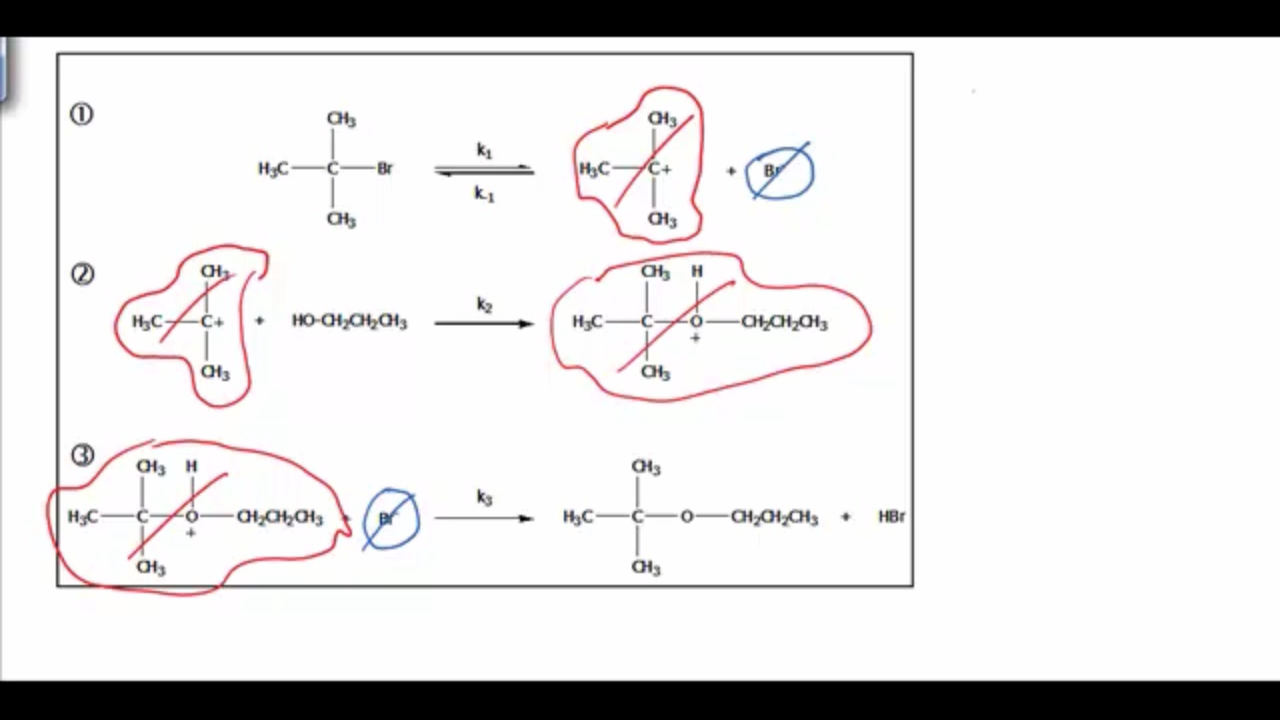 ①
CH3
H3C C Br k1 k-1 H3C C+ + Br-
CH3 CH3
CH3
②
CH3 CH3 H
H3C C+ + HO-CH2CH2CH3 k2 H3C C O CH2CH2CH3
+
CH3 CH3
③
CH3 H CH3
H3C C O CH2CH2CH3 + Br- k3 H3C C O CH2CH2CH3 + HBr
+
CH3 CH3